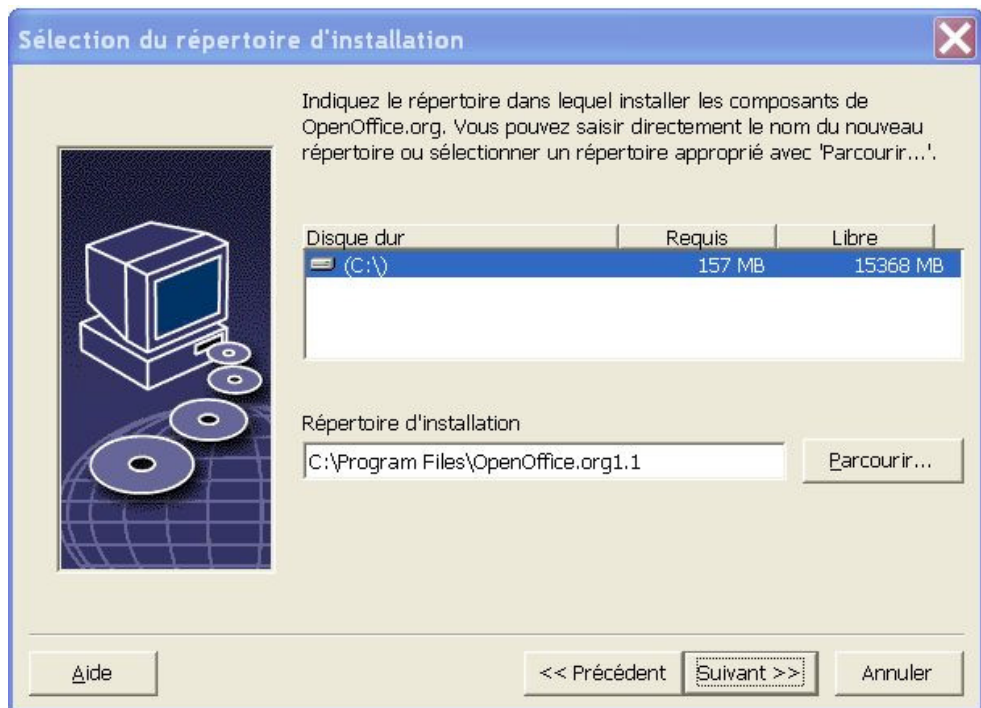 Sélection du répertoire d'installation
Indiquez le répertoire dans lequel installer les composants de
OpenOffice.org. Vous pouvez saisir directement le nom du nouveau
répertoire ou sélectionner un répertoire approprié avec 'Parcourir...'.
Disque dur Requis Libre
(C:\) 157 MB 15368 MB
Répertoire d'installation
C:\Program Files\OpenOffice.org1.1 Parcourir...
Aide << Précédent Suivant >> Annuler